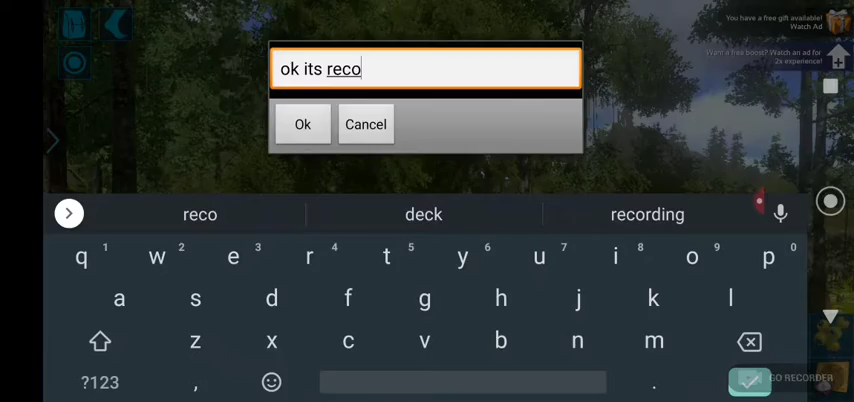 You have a free gift available!
Watch Ad
Want a free boost? Watch an ad for
2x experience!
ok its reco
Ok Cancel
reco deck recording
q 1 w 2 e 3 r 4 t 5 y 6 u 7 i 8 o 9 p 0
a s d f g h j k l
z x c v b n m
?123 , .
GO RECORDER